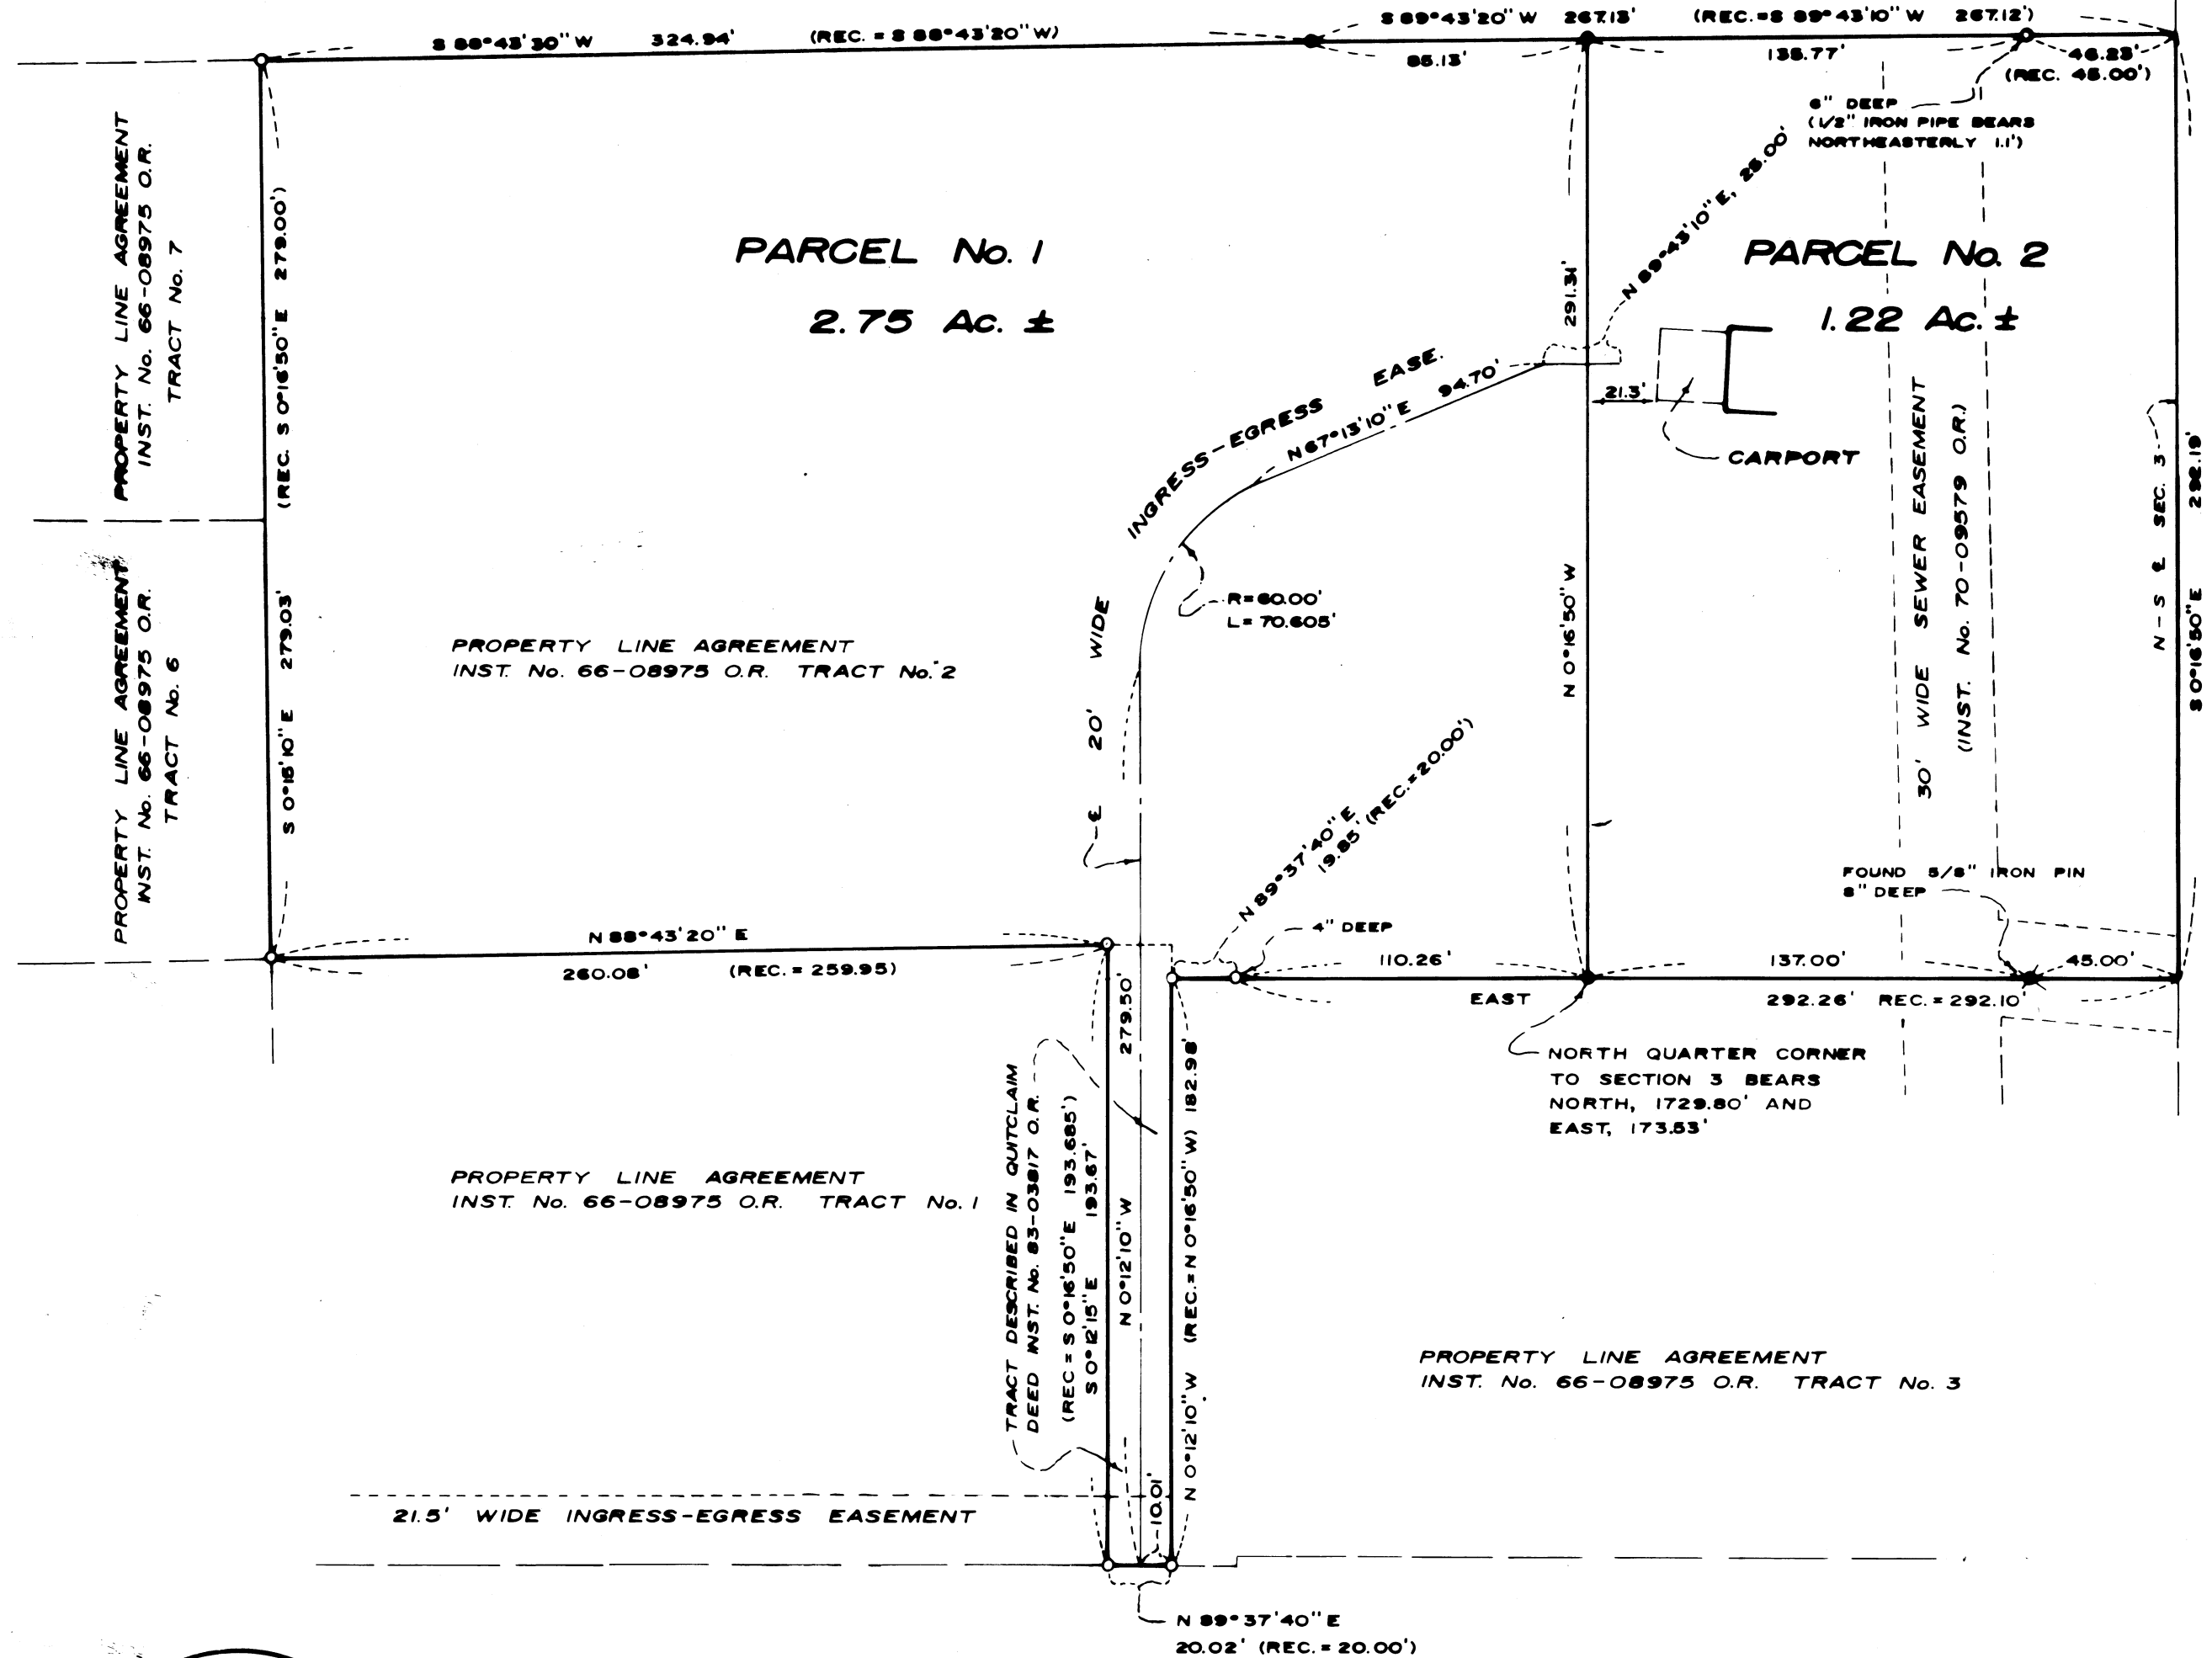 S 88°43'30" W 324.94' (REC. = S 88°43'20" W)
S 89°43'20" W 267.13' (REC.=S 89°43'10" W 267.12')
85.13'
135.77'
46.23'
(REC. 45.00')
6" DEEP
(1/2" IRON PIPE BEARS
NORTHEASTERLY 1.1')
PROPERTY LINE AGREEMENT
INST. No. 66-08975 O.R.
TRACT No. 7
(REC. S 0°16'50" E 279.00')
PARCEL No. 1
2.75 Ac. ±
291.31'
N 89°43'10" E, 25.00'
PARCEL No. 2
1.22 Ac. ±
INGRESS-EGRESS EASE.
N 67°13'10" E 94.70'
21.3'
CARPORT
30' WIDE SEWER EASEMENT
(INST. No. 70-09579 O.R.)
N-S ℄ SEC. 3
S 0°16'50" E 292.19'
PROPERTY LINE AGREEMENT
INST. No. 66-08975 O.R.
TRACT No. 6
279.03'
R=60.00'
L=70.605'
N 0°16'50" W
PROPERTY LINE AGREEMENT
INST. No. 66-08975 O.R. TRACT No. 2
℄ 20' WIDE
N 89°37'40" E
19.85' (REC.=20.00')
FOUND 5/8" IRON PIN
8" DEEP
N 88°43'20" E
260.08' (REC. = 259.95)
4" DEEP
110.26'
137.00'
45.00'
EAST
292.26' REC. = 292.10'
279.50'
NORTH QUARTER CORNER
TO SECTION 3 BEARS
NORTH, 1729.80' AND
EAST, 173.53'
TRACT DESCRIBED IN QUITCLAIM
DEED INST. No. 83-03817 O.R.
(REC = S 0°16'50" E 193.685')
S 0°12'15" E 193.67'
N 0°12'10" W
N 0°12'10" W (REC.= N 0°16'50" W) 182.98'
PROPERTY LINE AGREEMENT
INST. No. 66-08975 O.R. TRACT No. 1
PROPERTY LINE AGREEMENT
INST. No. 66-08975 O.R. TRACT No. 3
21.5' WIDE INGRESS-EGRESS EASEMENT
10.01'
N 89°37'40" E
20.02' (REC. = 20.00')